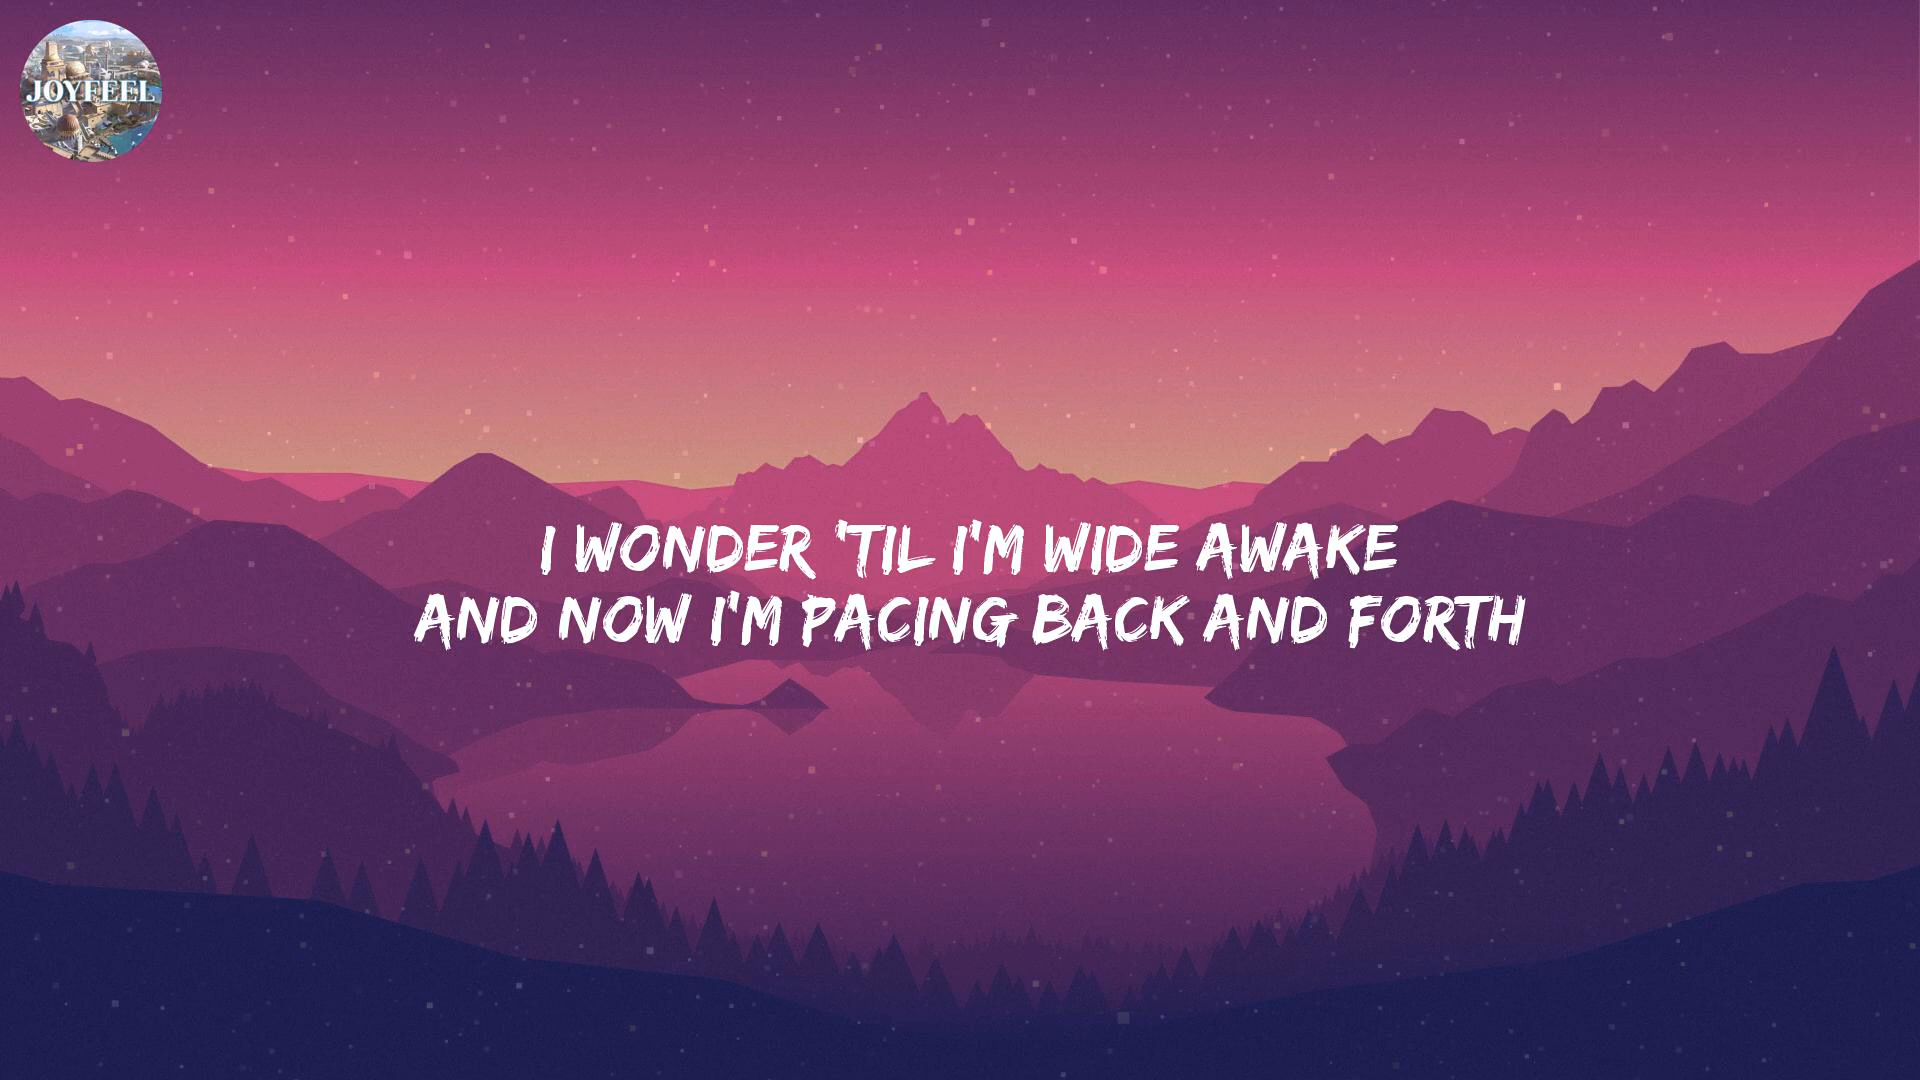 JOYFEEL
I WONDER 'TIL I'M WIDE AWAKE
AND NOW I'M PACING BACK AND FORTH